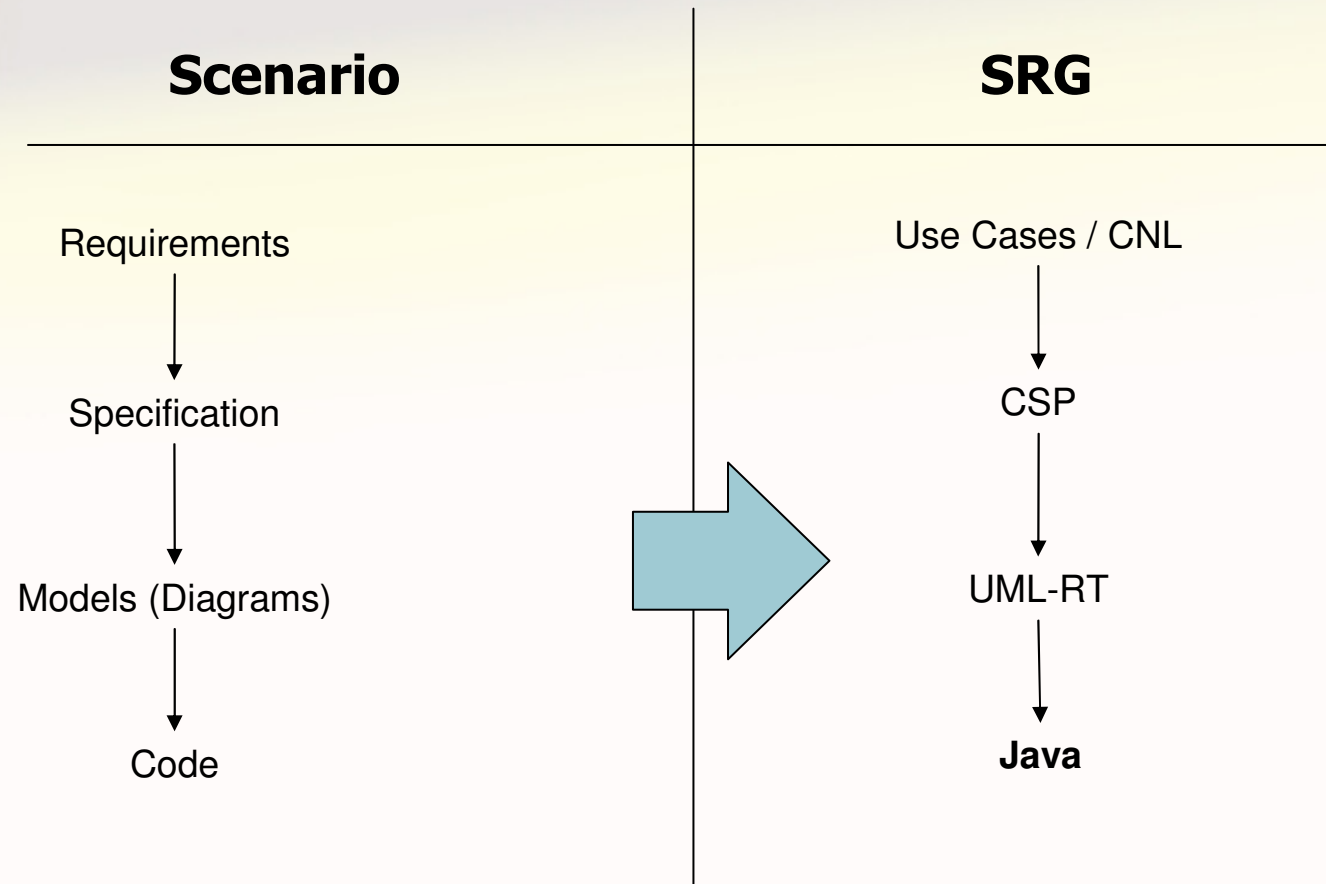 Scenario
SRG
Requirements
Specification
Models (Diagrams)
Code
Use Cases / CNL
CSP
UML-RT
Java